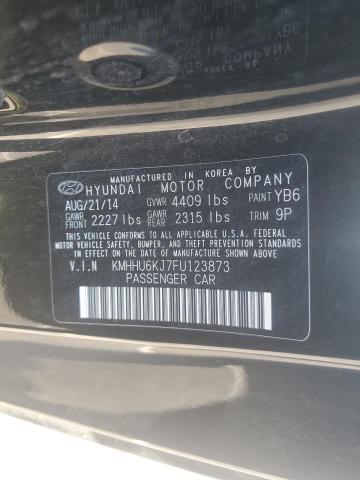 MANUFACTURED IN KOREA BY
HYUNDAI MOTOR COMPANY
AUG/21/14 GVWR 4409 lbs PAINT YB6
GAWR FRONT 2227 lbs GAWR REAR 2315 lbs TRIM 9P
THIS VEHICLE CONFORMS TO ALL APPLICABLE U.S.A. FEDERAL
MOTOR VEHICLE SAFETY, BUMPER, AND THEFT PREVENTION STANDARDS
IN EFFECT ON THE DATE OF MANUFACTURE SHOWN ABOVE.
V.I.N KMHHU6KJ7FU123873
PASSENGER CAR